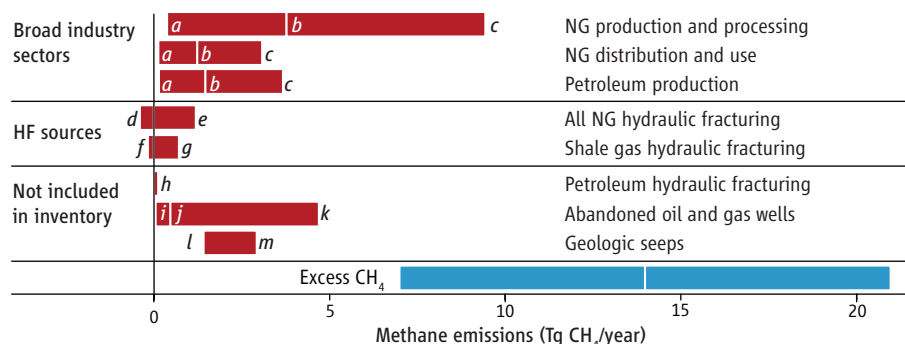 Broad industry
sectors
a b c NG production and processing
a b c NG distribution and use
a b c Petroleum production
HF sources
d e All NG hydraulic fracturing
f g Shale gas hydraulic fracturing
Not included
in inventory
h Petroleum hydraulic fracturing
i j k Abandoned oil and gas wells
l m Geologic seeps
Excess CH₄
0 5 10 15 20
Methane emissions (Tg CH₄/year)